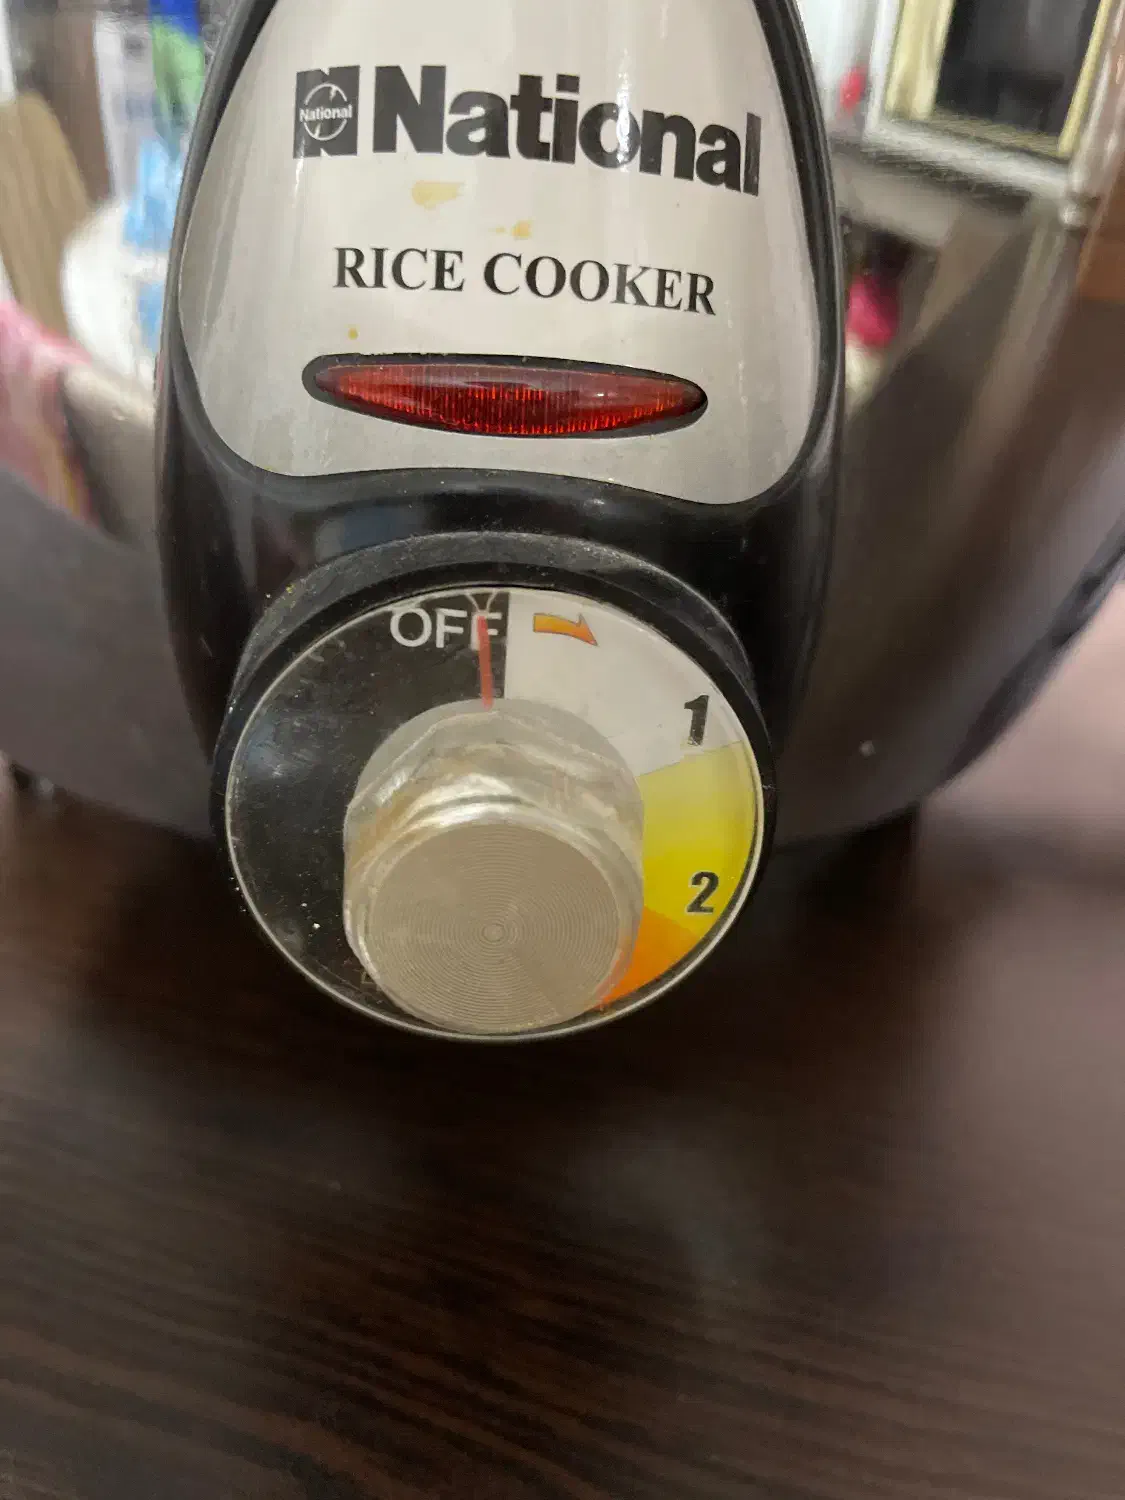 National
National
RICE COOKER
OFF
1
2